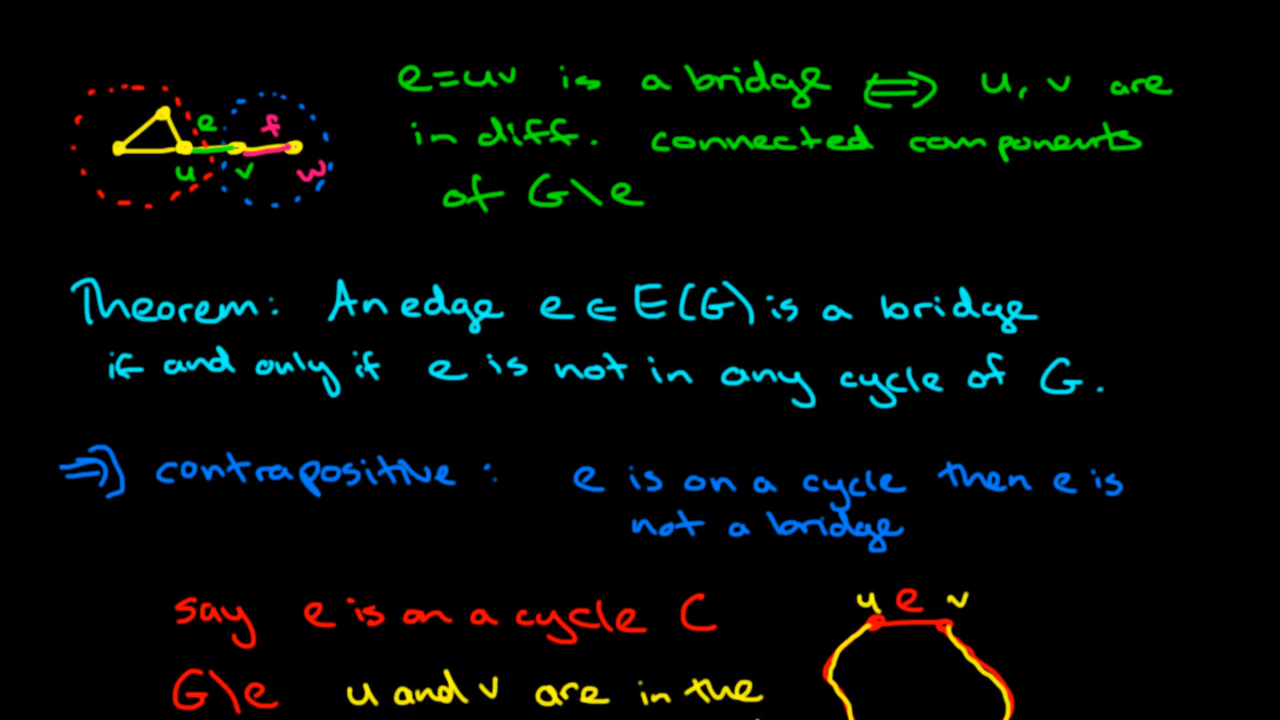 e=uv is a bridge ⟺ u, v are
in diff. connected components
of G\e
e f
u v w
Theorem: An edge e ∈ E(G) is a bridge
if and only if e is not in any cycle of G.
⇒) contrapositive: e is on a cycle then e is
not a bridge
u e v
say e is on a cycle C
G\e u and v are in the